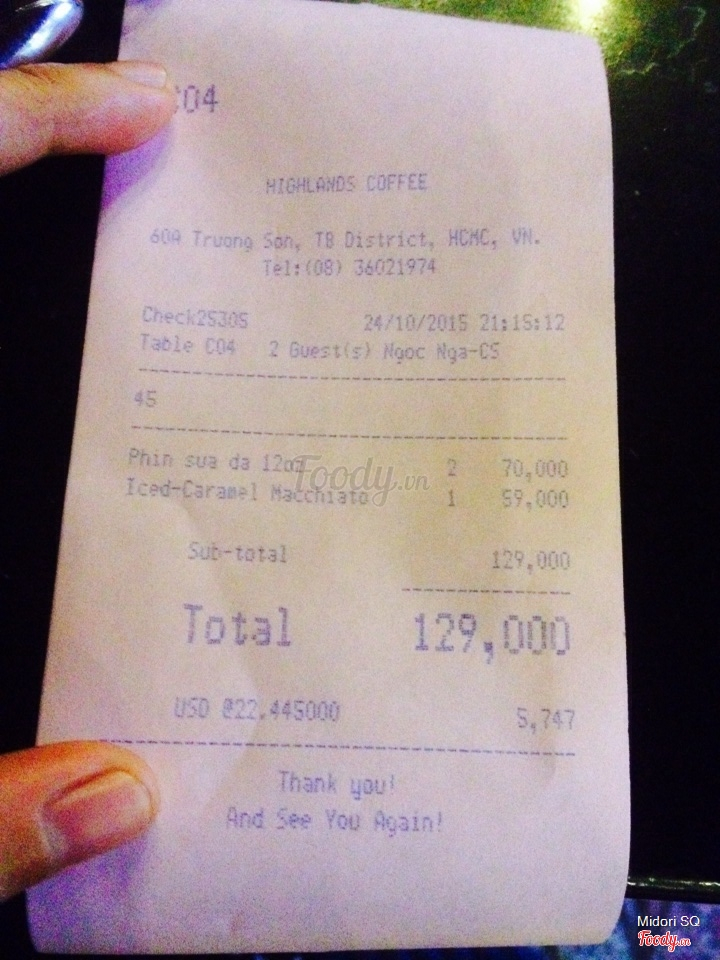 C04
HIGHLANDS COFFEE
60A Truong Son, TB District, HCMC, VN.
Tel:(08) 36021974
Check25305 24/10/2015 21:15:12
Table C04 2 Guest(s) Ngoc Nga-CS
45
Phin sua da 12oz 2 70,000
Iced-Caramel Macchiato 1 59,000
Foody.vn
Sub-total 129,000
Total 129,000
USD @22.445000 5,747
Thank you!
And See You Again!
Midori SQ
Foody.vn